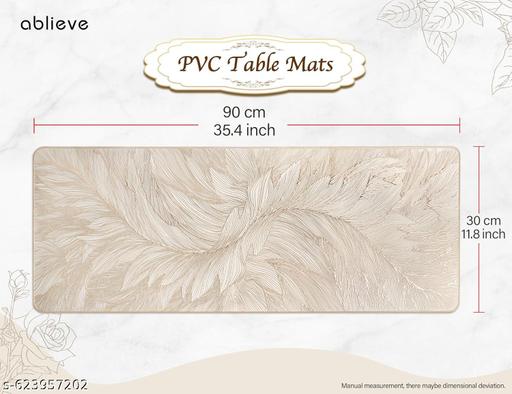 ablieve
PVC Table Mats
90 cm
35.4 inch
30 cm
11.8 inch
s-623957202
Manual measurement, there maybe dimensional deviation.